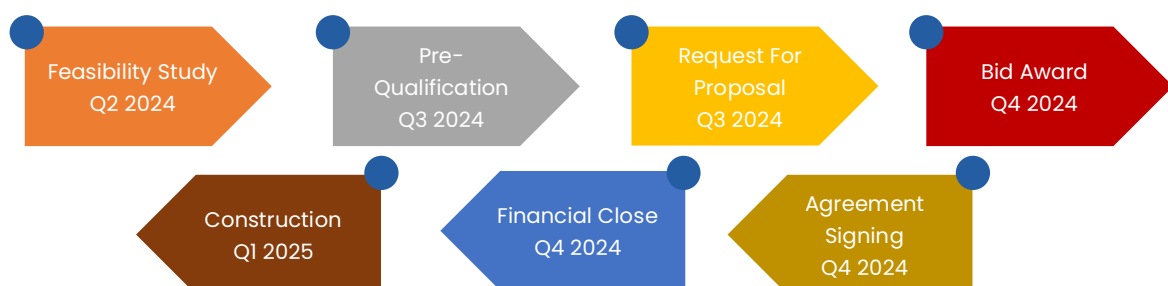 Feasibility Study
Q2 2024
Pre-
Qualification
Q3 2024
Request For
Proposal
Q3 2024
Bid Award
Q4 2024
Agreement
Signing
Q4 2024
Financial Close
Q4 2024
Construction
Q1 2025